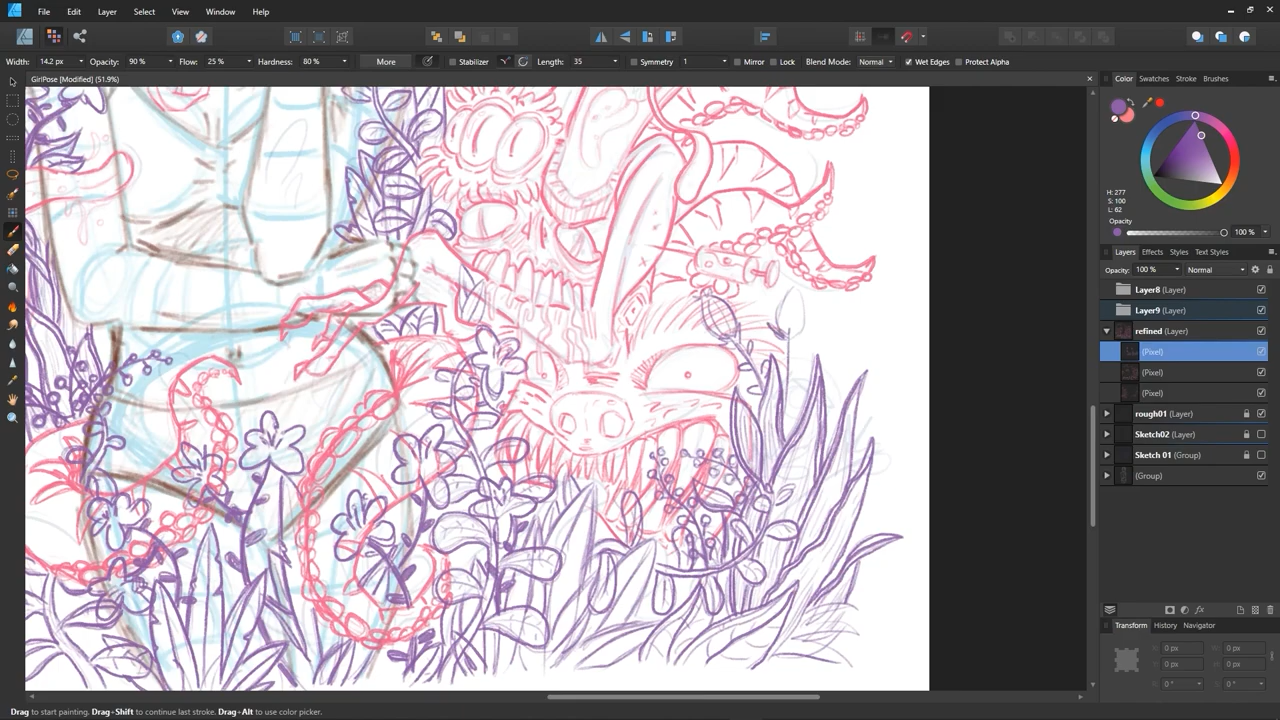 File Edit Layer Select View Window Help
Width: 14.2 px Opacity: 90 % Flow: 25 % Hardness: 80 % More Stabilizer Length: 35 Symmetry 1 Mirror Lock Blend Mode: Normal Wet Edges Protect Alpha
GirlPose [Modified] (51.9%)
Color Swatches Stroke Brushes
H: 277
S: 100
L: 62
Opacity
100 %
Layers Effects Styles Text Styles
Opacity: 100 % Normal
Layer8 (Layer)
Layer9 (Layer)
refined (Layer)
(Pixel)
(Pixel)
(Pixel)
rough01 (Layer)
Sketch02 (Layer)
Sketch 01 (Group)
(Group)
Transform History Navigator
X: 0 px W: 0 px
Y: 0 px H: 0 px
R: 0 ° S: 0 °
Drag to start painting. Drag+Shift to continue last stroke. Drag+Alt to use color picker.